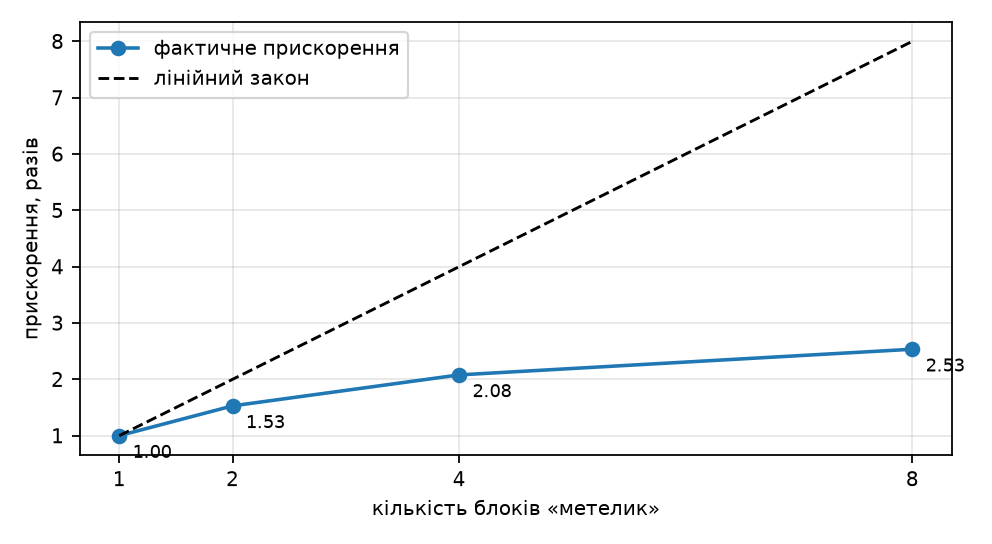 фактичне прискорення
лінійний закон
прискорення, разів
8
7
6
5
4
3
2
1
1.00
1.53
2.08
2.53
1 2 4 8
кількість блоків «метелик»